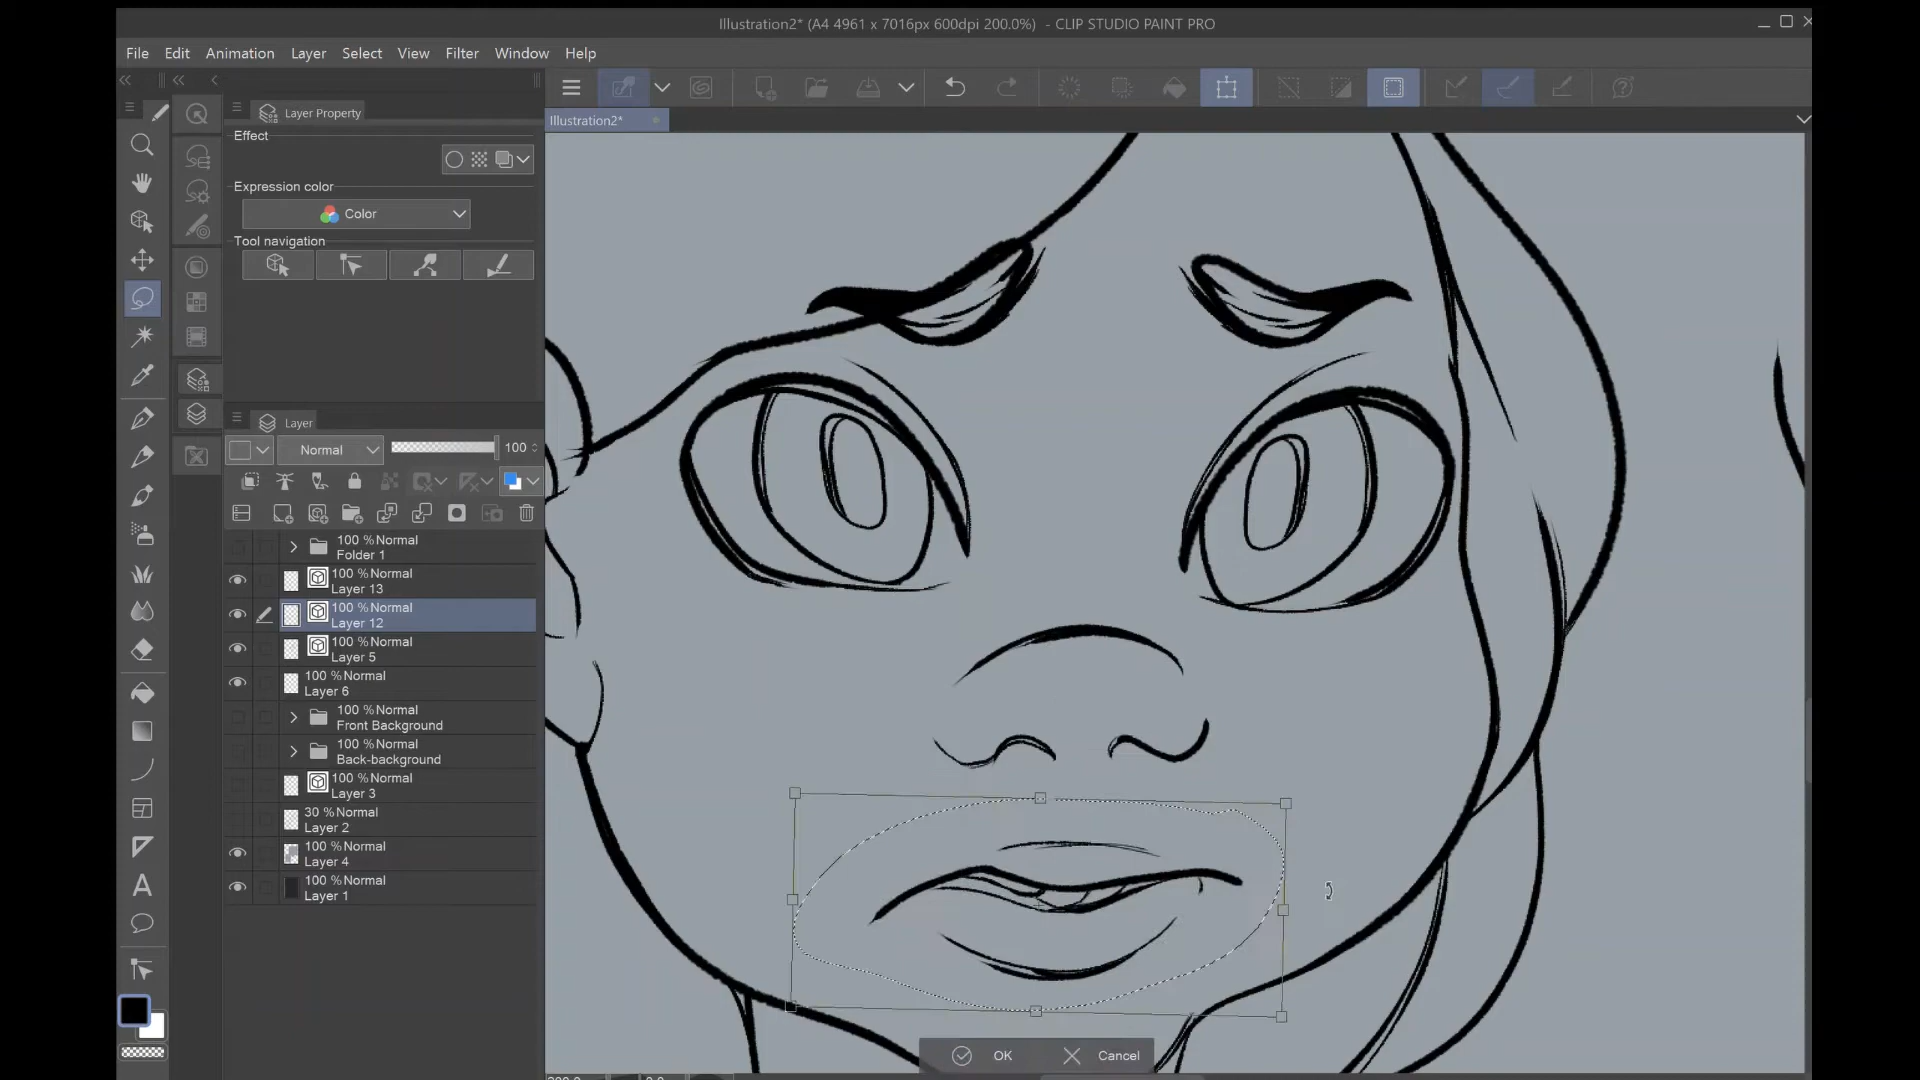 Illustration2* (A4 4961 x 7016px 600dpi 200.0%) - CLIP STUDIO PAINT PRO
File Edit Animation Layer Select View Filter Window Help
Layer Property
Illustration2*
Effect
Expression color
Color
Tool navigation
Layer
Normal 100
100 %Normal
Folder 1
100 %Normal
Layer 13
100 %Normal
Layer 12
100 %Normal
Layer 5
100 %Normal
Layer 6
100 %Normal
Front Background
100 %Normal
Back-background
100 %Normal
Layer 3
30 %Normal
Layer 2
100 %Normal
Layer 4
100 %Normal
Layer 1
OK Cancel